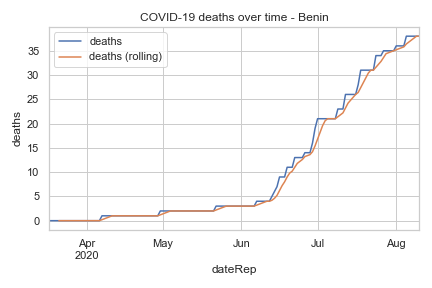 COVID-19 deaths over time - Benin
deaths
deaths (rolling)
35
30
25
20
15
10
5
0
deaths
Apr
2020
May
Jun
Jul
Aug
dateRep